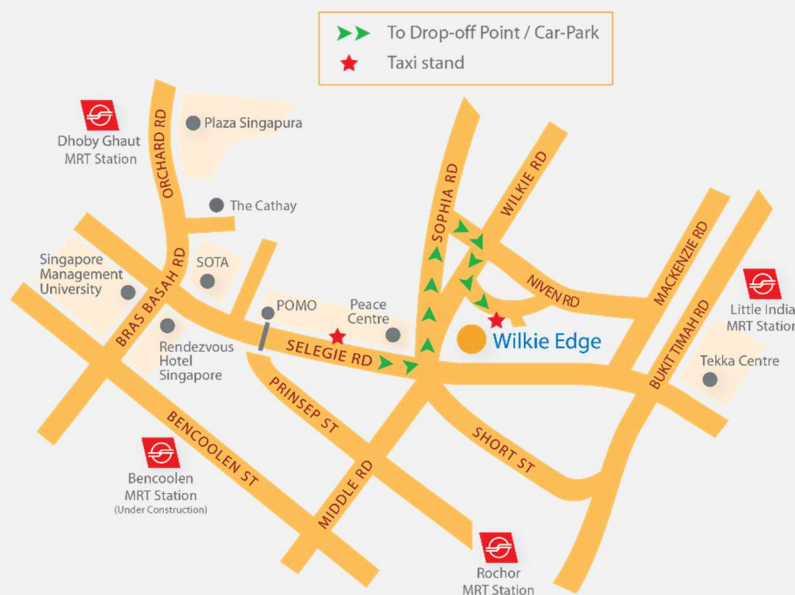 To Drop-off Point / Car-Park
Taxi stand
Dhoby Ghaut
MRT Station
ORCHARD RD
Plaza Singapura
The Cathay
SOPHIA RD
WILKIE RD
NIVEN RD
MACKENZIE RD
BUKIT TIMAH RD
Little India
MRT Station
Tekka Centre
Singapore
Management
University
BRAS BASAH RD
SOTA
POMO
Peace
Centre
Wilkie Edge
Rendezvous
Hotel
Singapore
SELEGIE RD
PRINSEP ST
SHORT ST
BENCOOLEN ST
MIDDLE RD
Bencoolen
MRT Station
(Under Construction)
Rochor
MRT Station